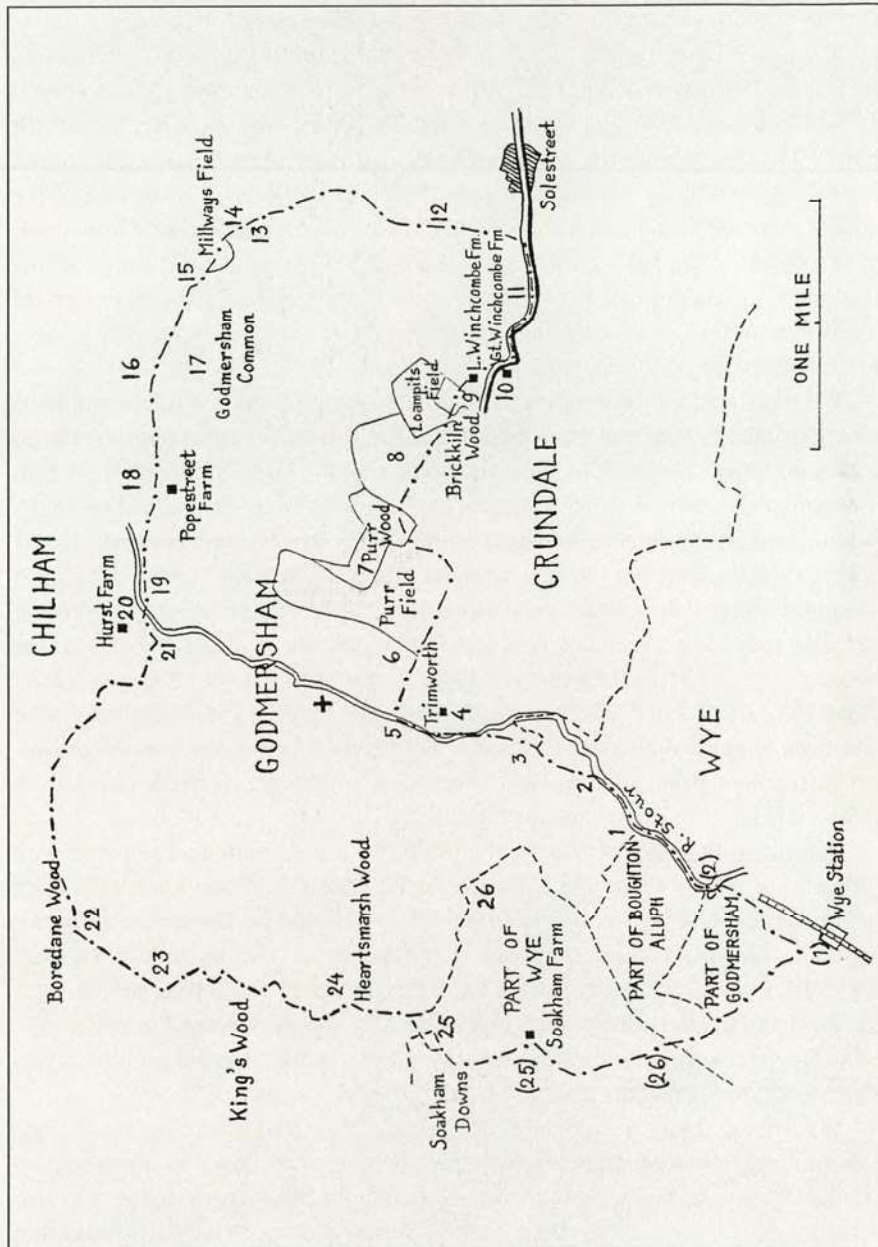 CHILHAM
Hurst Farm
20
21
19
18
Popestreet
Farm
16
17
Godmersham
Common
15
Millways Field
14
13
12
Solestreet
11
L. Winchcombe Fm.
Gt. Winchcombe Fm
10
9
Loampits
Field
Brickkiln
Wood
8
7
Purr
Wood
Purr
Field
6
GODMERSHAM
5
Trimworth
4
CRUNDALE
3
2
WYE
R. Stour
1
(2)
Boredane Wood
22
23
King's Wood
24
Heartsmarsh Wood
26
25
Soakham
Downs
PART OF
WYE
Soakham Farm
(25)
PART OF BOUGHTON
ALUPH
PART OF
GODMERSHAM
(26)
(1)
Wye Station
ONE MILE